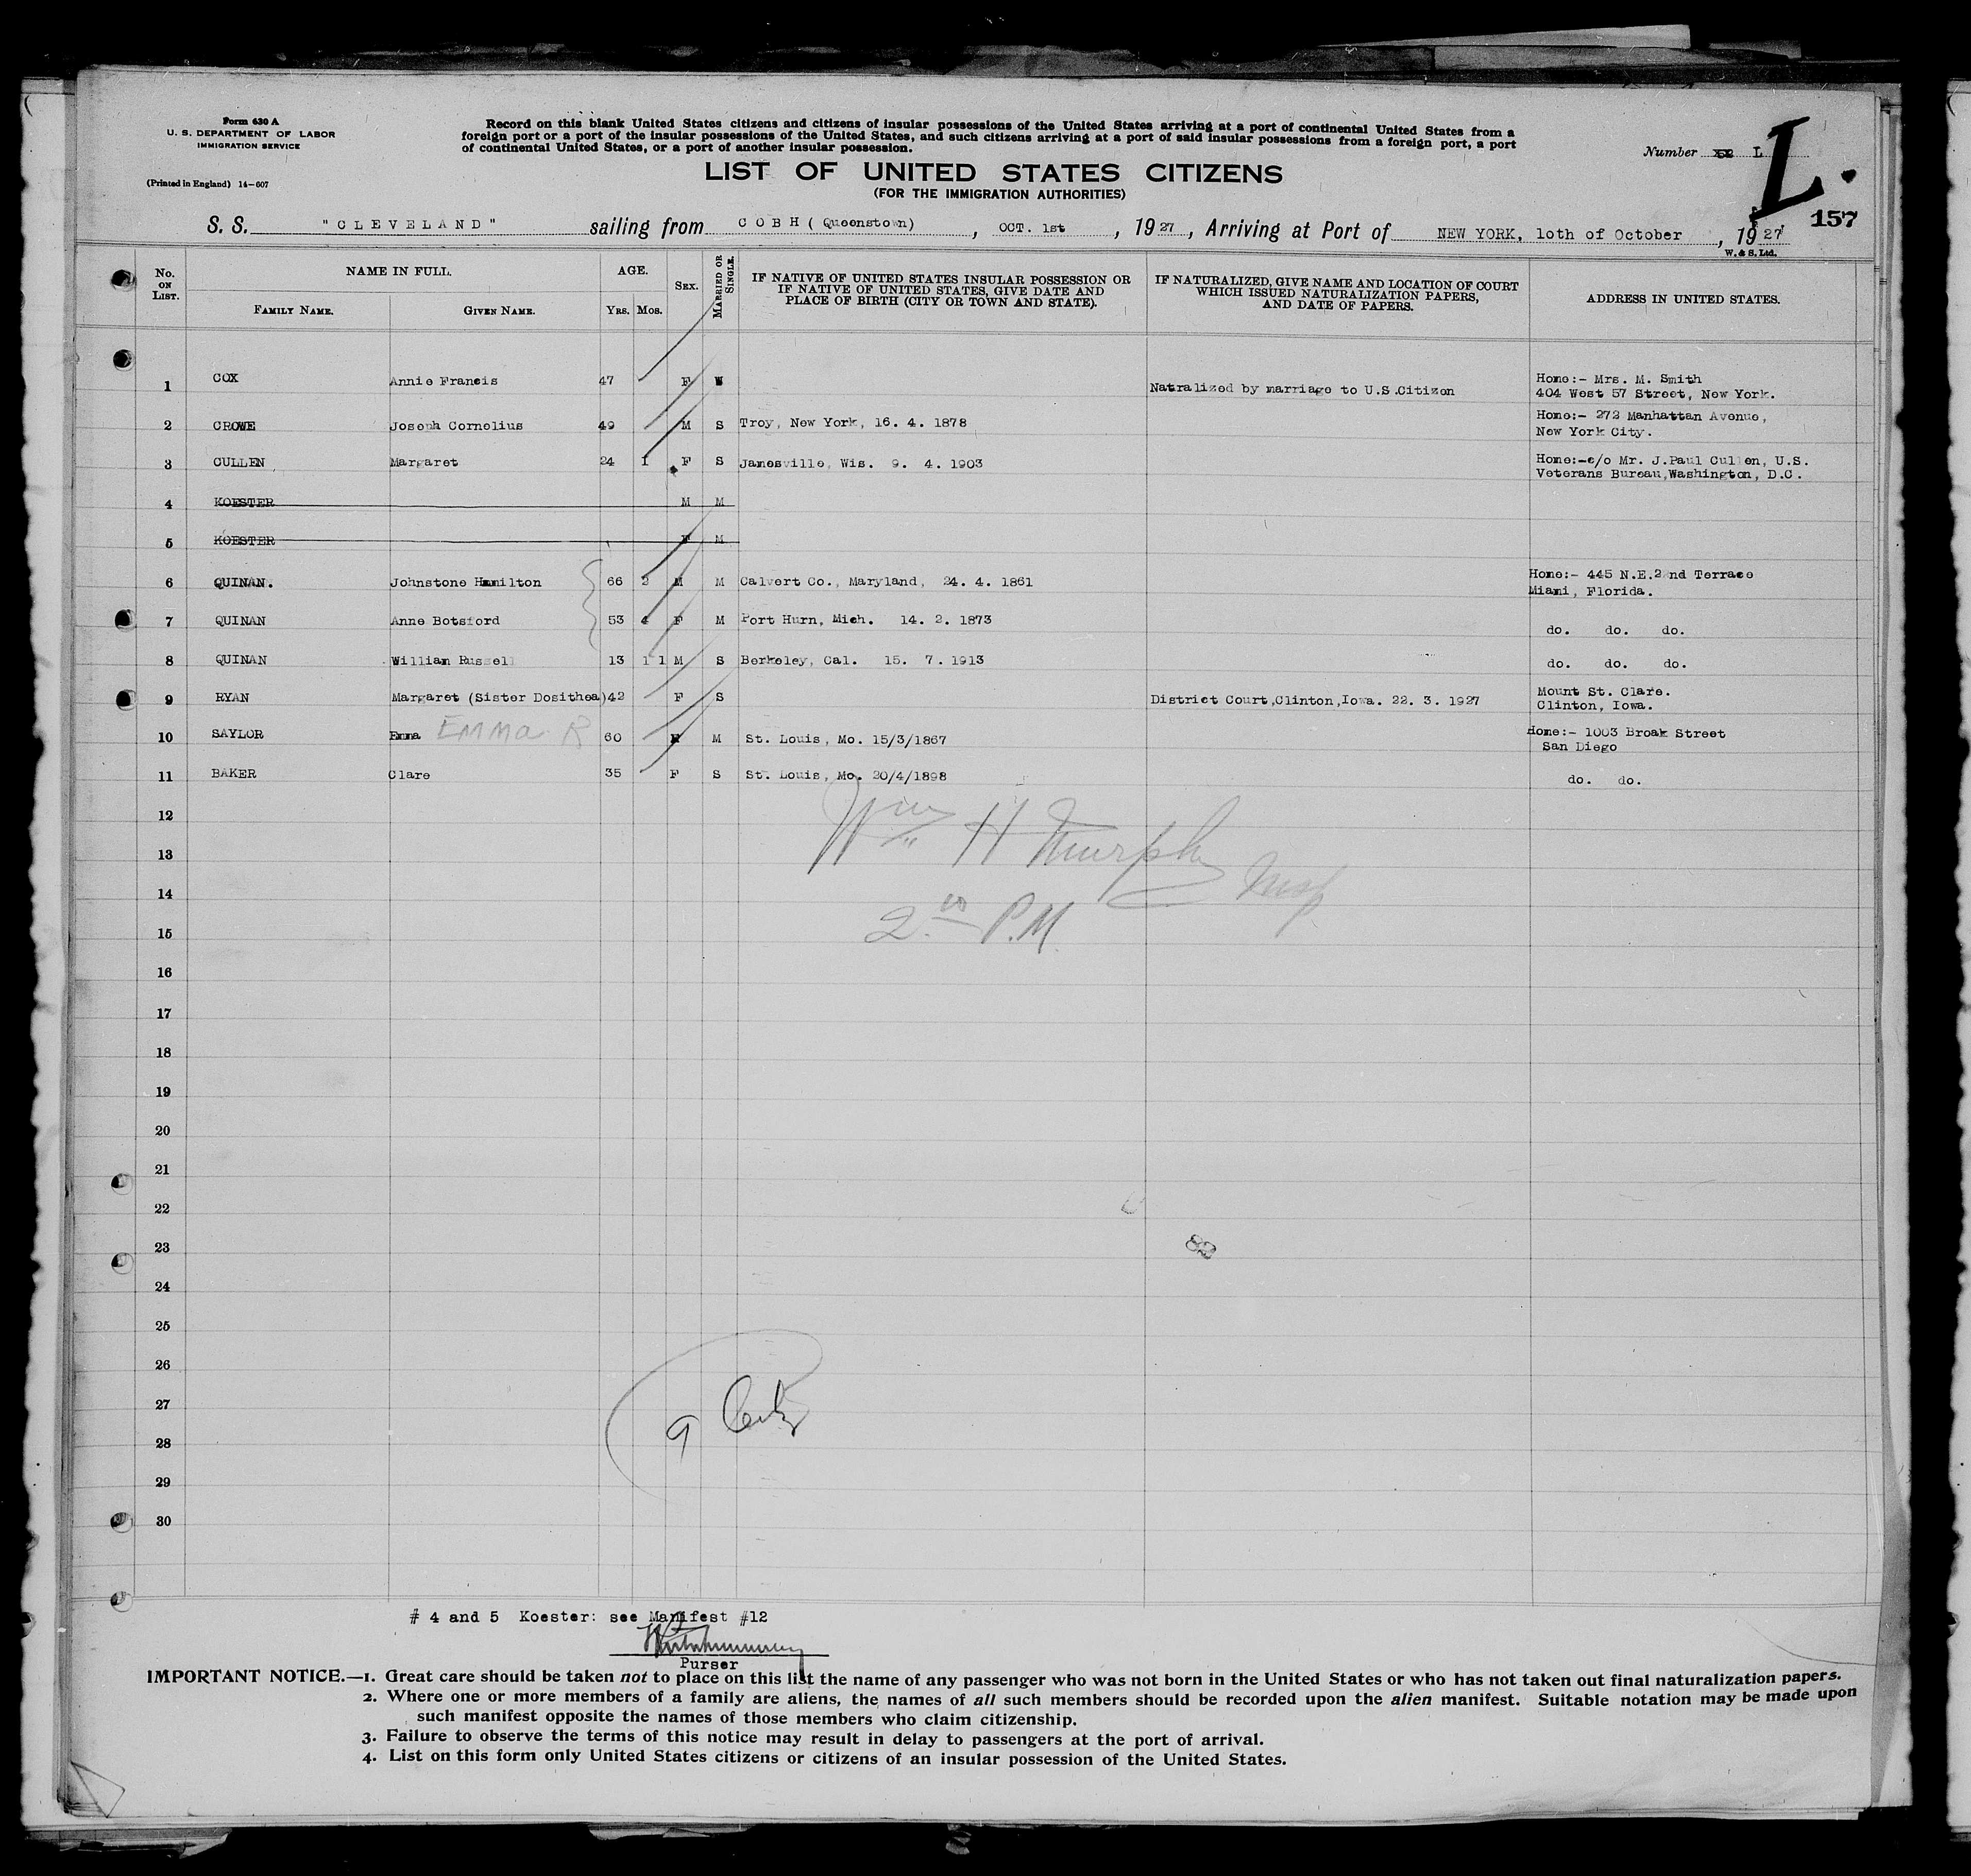 Form 630 A
U. S. DEPARTMENT OF LABOR
IMMIGRATION SERVICE
(Printed in England) 14—607
Record on this blank United States citizens and citizens of insular possessions of the United States arriving at a port of continental United States from a
foreign port or a port of the insular possessions of the United States, and such citizens arriving at a port of said insular possessions from a foreign port, a port
of continental United States, or a port of another insular possession.
LIST OF UNITED STATES CITIZENS
(FOR THE IMMIGRATION AUTHORITIES)
Number L
L.
157
S. S. "CLEVELAND" sailing from COBH (Queenstown), OCT. 1st, 1927, Arriving at Port of NEW YORK, 1oth of October, 1927
W. & S. Ltd.
No. ON LIST. NAME IN FULL. AGE. SEX. MARRIED OR SINGLE. IF NATIVE OF UNITED STATES INSULAR POSSESSION OR IF NATIVE OF UNITED STATES, GIVE DATE AND PLACE OF BIRTH (CITY OR TOWN AND STATE). IF NATURALIZED, GIVE NAME AND LOCATION OF COURT WHICH ISSUED NATURALIZATION PAPERS, AND DATE OF PAPERS. ADDRESS IN UNITED STATES.
FAMILY NAME. GIVEN NAME. YRS. MOS.
1 COX Annie Francis 47 F W Natralized by marriage to U.S.Citizen Home:- Mrs. M. Smith
404 West 57 Street, New York.
2 CROWE Joseph Cornelius 49 M S Troy, New York, 16. 4. 1878 Home:- 272 Manhattan Avenue,
New York City.
3 CULLEN Margaret 24 1 F S Janesville, Wis. 9. 4. 1903 Home:-c/o Mr. J.Paul Cullen, U.S.
Veterans Bureau,Washington, D.C.
4 KOESTER M M
5 KOESTER F M
6 QUINAN. Johnstone Hamilton 66 2 M M Calvert Co., Maryland, 24. 4. 1861 Home:- 445 N.E.2nd Terrace
Miami, Florida.
7 QUINAN Anne Botsford 53 4 F M Port Hurn, Mich. 14. 2. 1873 do. do. do.
8 QUINAN William Russell 13 11 M S Berkeley, Cal. 15. 7. 1913 do. do. do.
9 RYAN Margaret (Sister Dosithea) 42 F S District Court,Clinton,Iowa. 22. 3. 1927 Mount St. Clare.
Clinton, Iowa.
10 SAYLOR Emma Emma R 60 F M St. Louis, Mo. 15/3/1867 Home:- 1003 Broak Street
San Diego
11 BAKER Clare 35 F S St. Louis, Mo. 20/4/1898 do. do.
12
Wm H Murphy Insp
13
14
2.00 P.M.
15
16
17
18
19
20
21
22
23
24
25
26
27
9
28
29
30
# 4 and 5 Koester: see Manifest #12
Purser
IMPORTANT NOTICE.—1. Great care should be taken not to place on this list the name of any passenger who was not born in the United States or who has not taken out final naturalization papers.
2. Where one or more members of a family are aliens, the names of all such members should be recorded upon the alien manifest. Suitable notation may be made upon
such manifest opposite the names of those members who claim citizenship.
3. Failure to observe the terms of this notice may result in delay to passengers at the port of arrival.
4. List on this form only United States citizens or citizens of an insular possession of the United States.